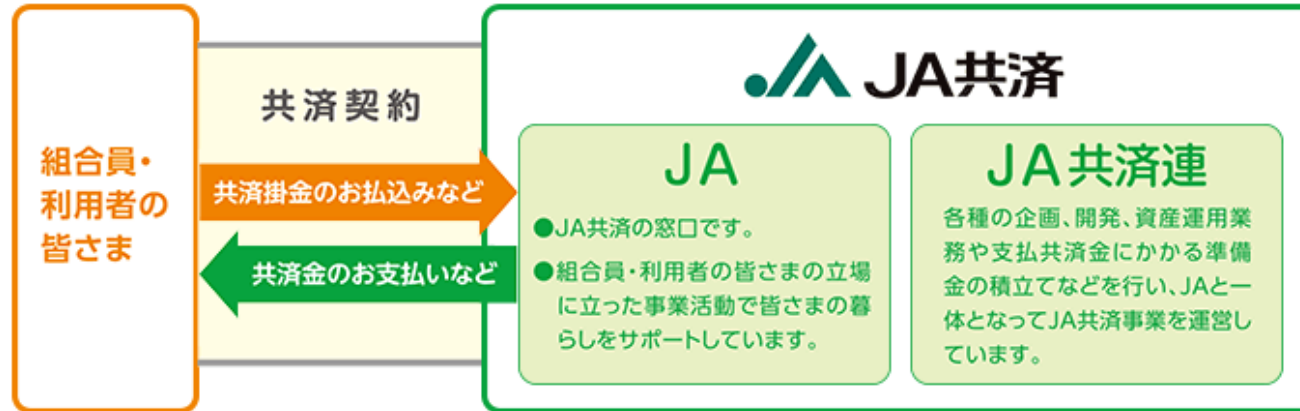 組合員・
利用者の
皆さま
共済契約
共済掛金のお払込みなど
共済金のお支払いなど
JA共済
JA
●JA共済の窓口です。
●組合員・利用者の皆さまの立場
に立った事業活動で皆さまの暮
らしをサポートしています。
JA共済連
各種の企画、開発、資産運用業
務や支払共済金にかかる準備
金の積立てなどを行い、JAと一
体となってJA共済事業を運営し
ています。